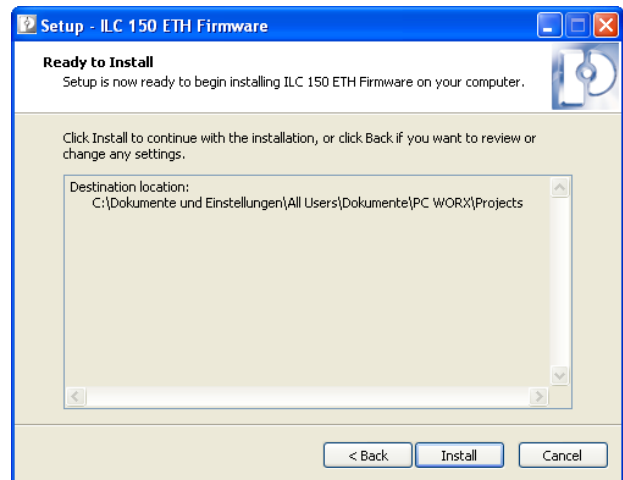 Setup - ILC 150 ETH Firmware
Ready to Install
Setup is now ready to begin installing ILC 150 ETH Firmware on your computer.
Click Install to continue with the installation, or click Back if you want to review or
change any settings.
Destination location:
C:\Dokumente und Einstellungen\All Users\Dokumente\PC WORX\Projects
< Back
Install
Cancel